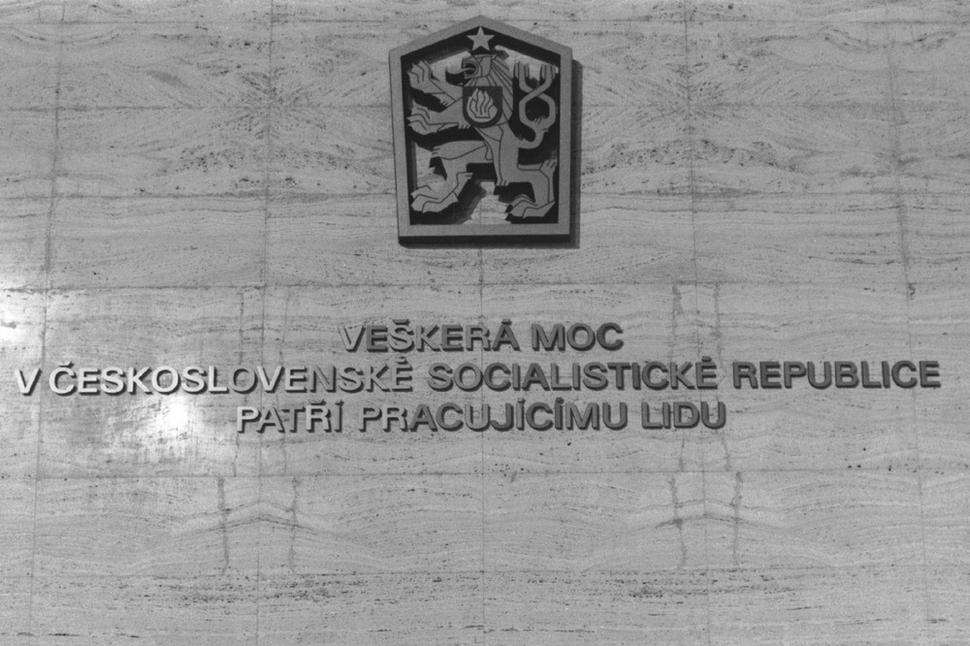 VEŠKERÁ MOC
V ČESKOSLOVENSKÉ SOCIALISTICKÉ REPUBLICE
PATŘÍ PRACUJÍCÍMU LIDU